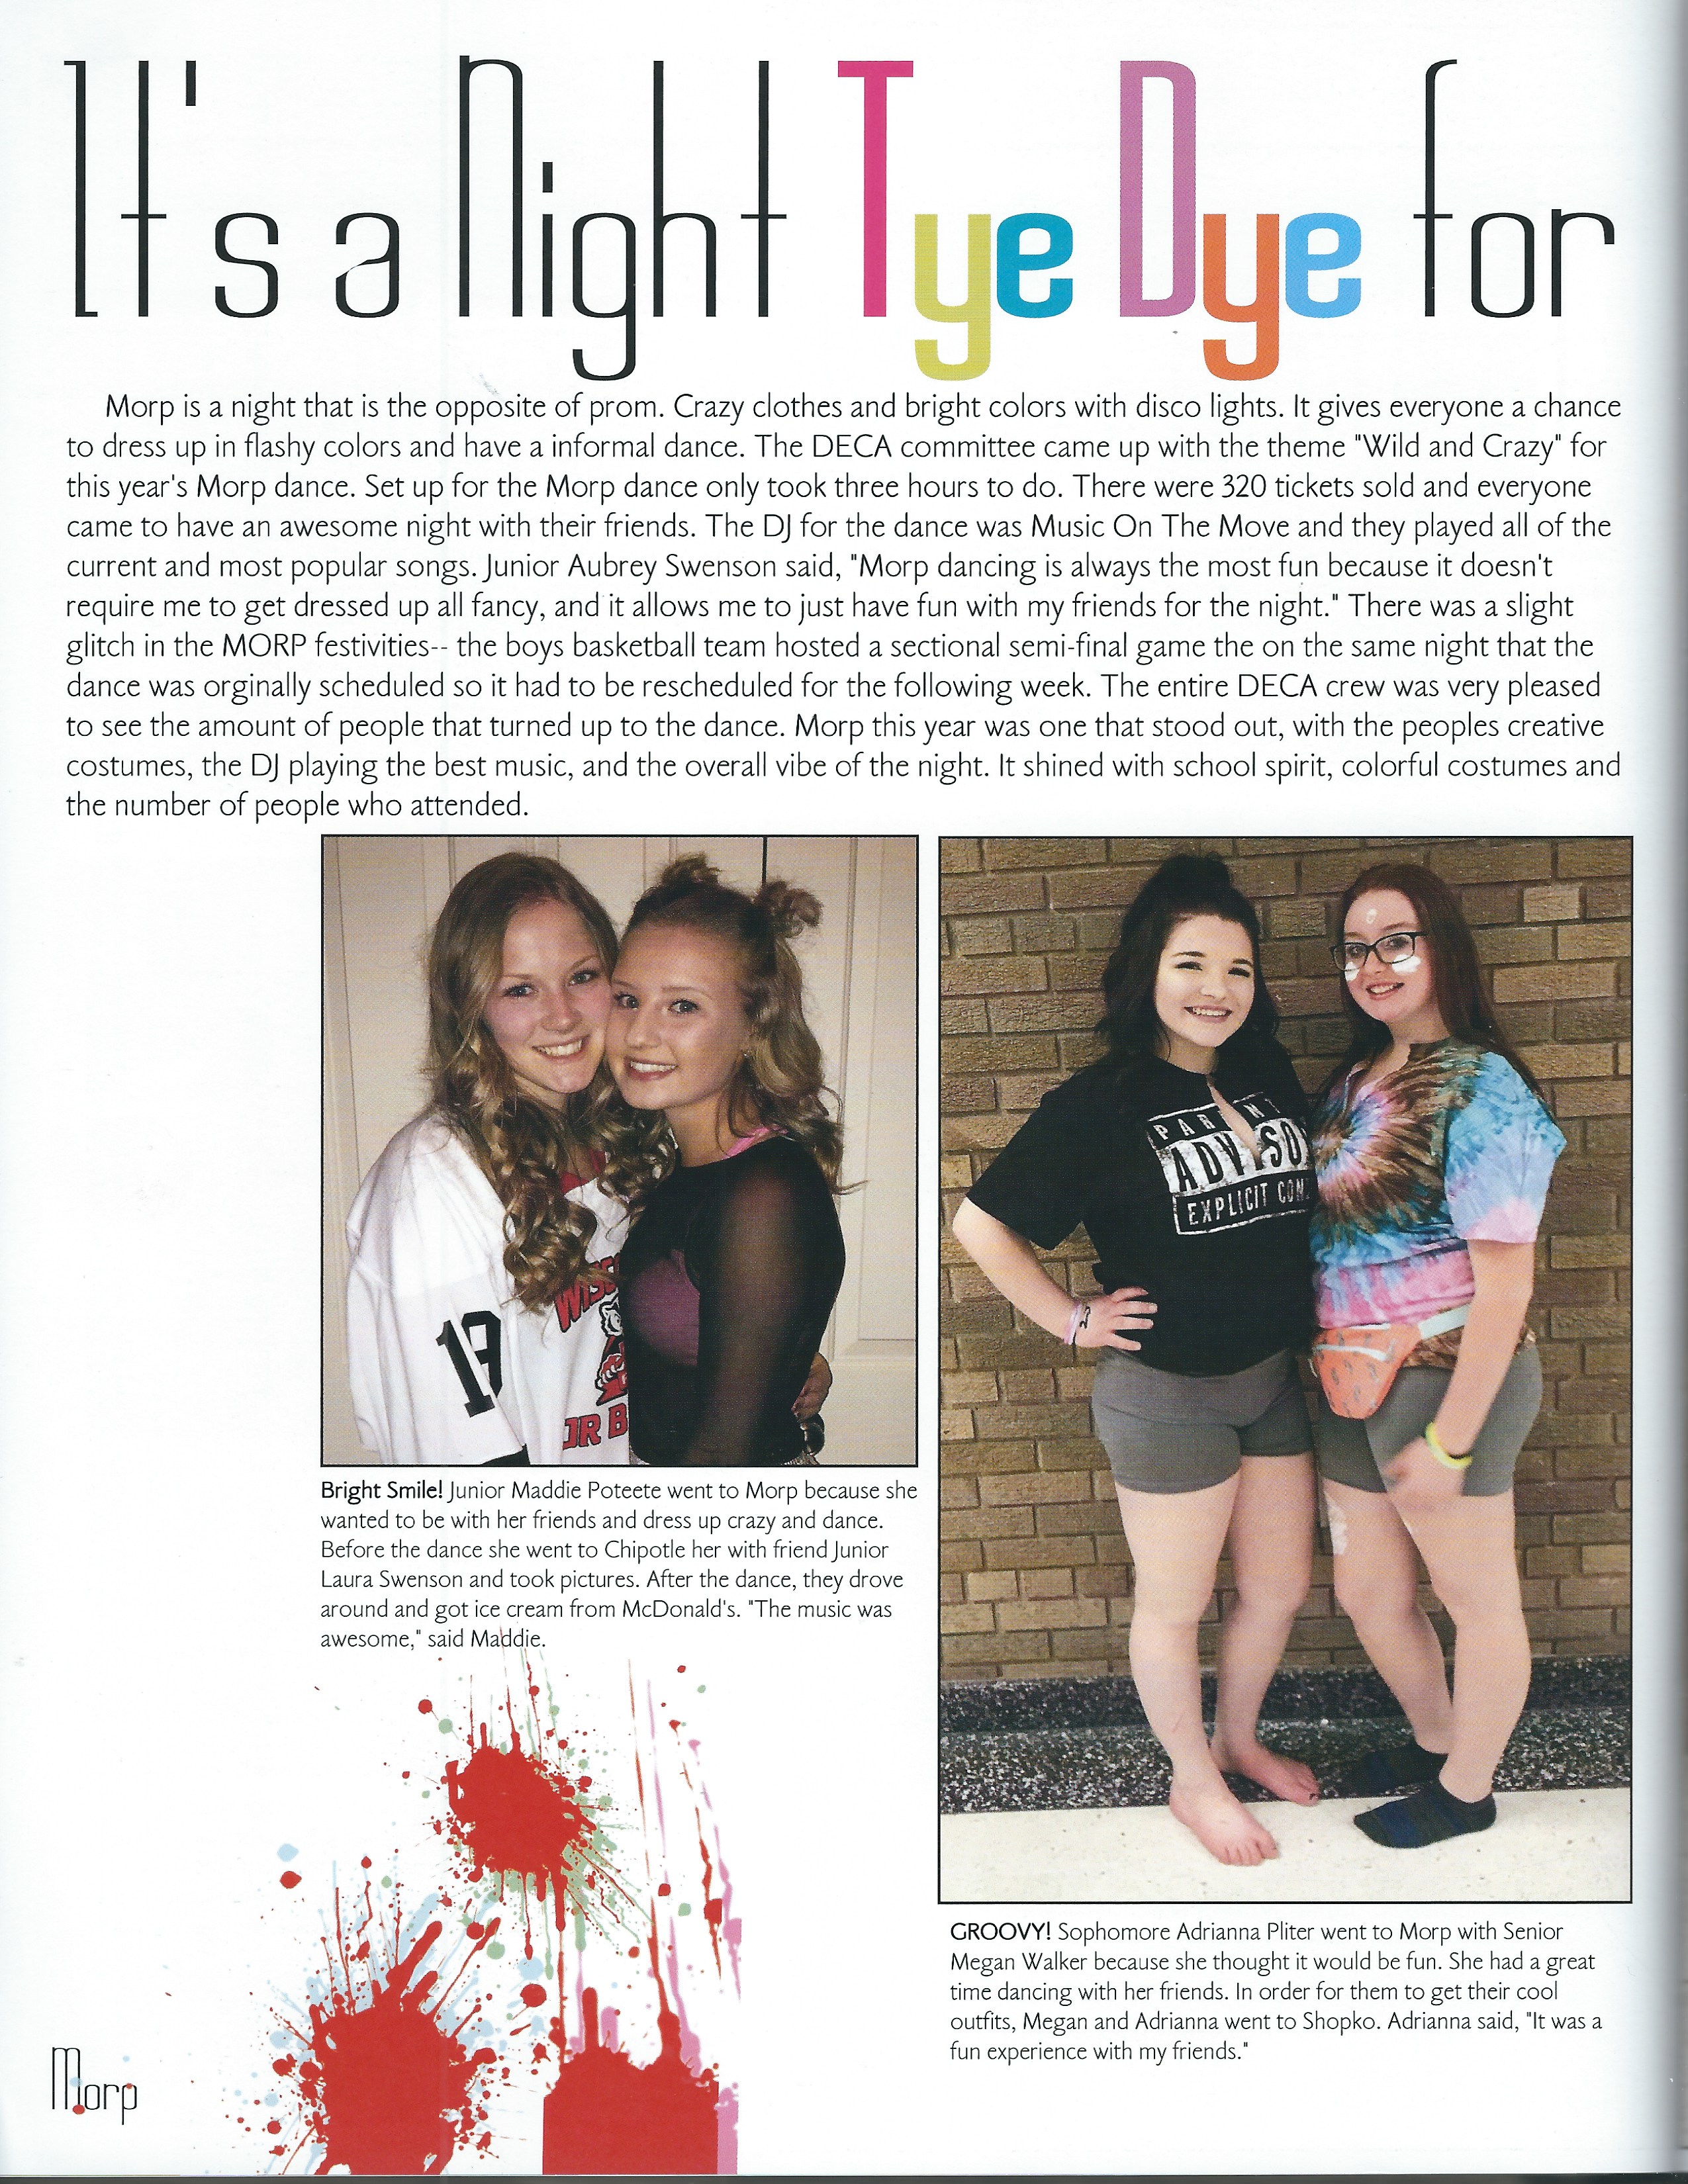 It's a Night Tye Dye for
Morp is a night that is the opposite of prom. Crazy clothes and bright colors with disco lights. It gives everyone a chance
to dress up in flashy colors and have a informal dance. The DECA committee came up with the theme "Wild and Crazy" for
this year's Morp dance. Set up for the Morp dance only took three hours to do. There were 320 tickets sold and everyone
came to have an awesome night with their friends. The DJ for the dance was Music On The Move and they played all of the
current and most popular songs. Junior Aubrey Swenson said, "Morp dancing is always the most fun because it doesn't
require me to get dressed up all fancy, and it allows me to just have fun with my friends for the night." There was a slight
glitch in the MORP festivities-- the boys basketball team hosted a sectional semi-final game the on the same night that the
dance was orginally scheduled so it had to be rescheduled for the following week. The entire DECA crew was very pleased
to see the amount of people that turned up to the dance. Morp this year was one that stood out, with the peoples creative
costumes, the DJ playing the best music, and the overall vibe of the night. It shined with school spirit, colorful costumes and
the number of people who attended.
19
WISC
OR B
PAR N
ADVISO
EXPLICIT CON
Bright Smile! Junior Maddie Poteete went to Morp because she
wanted to be with her friends and dress up crazy and dance.
Before the dance she went to Chipotle her with friend Junior
Laura Swenson and took pictures. After the dance, they drove
around and got ice cream from McDonald's. "The music was
awesome," said Maddie.
GROOVY! Sophomore Adrianna Pliter went to Morp with Senior
Megan Walker because she thought it would be fun. She had a great
time dancing with her friends. In order for them to get their cool
outfits, Megan and Adrianna went to Shopko. Adrianna said, "It was a
fun experience with my friends."
Morp